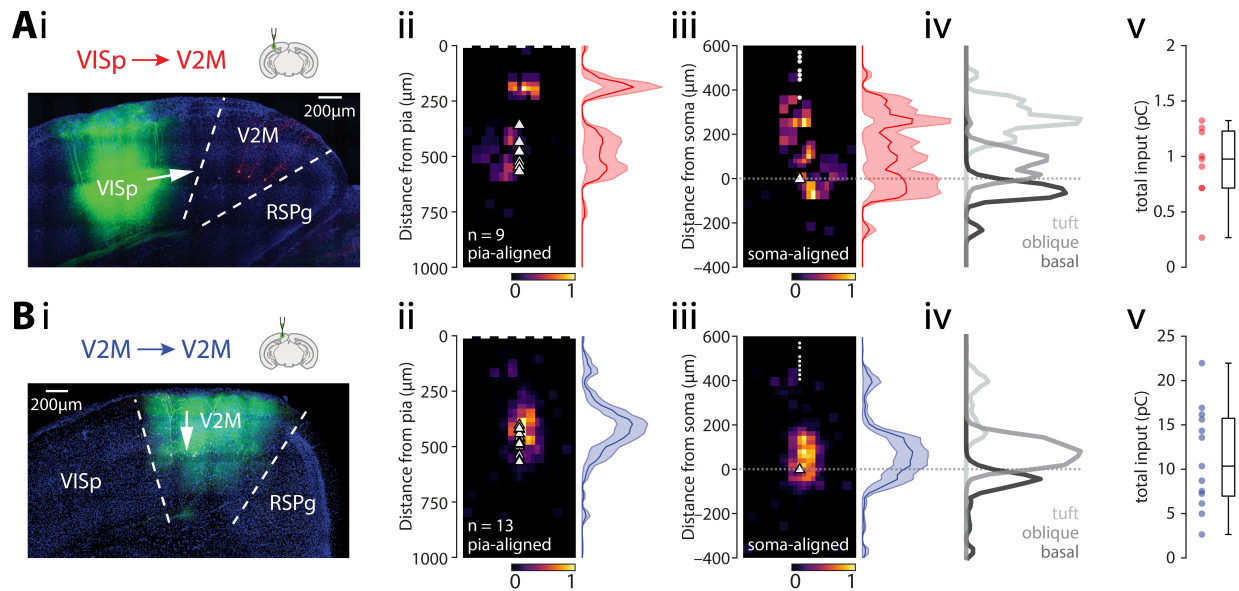 A i
VISp → V2M
200µm
V2M
VISp
RSPg
ii
Distance from pia (µm)
0
250
500
750
1000
n = 9
pia-aligned
0 1
iii
Distance from soma (µm)
600
400
200
0
−200
−400
soma-aligned
0 1
iv
tuft
oblique
basal
v
total input (pC)
2
1.5
1
0.5
0
B i
V2M → V2M
200µm
V2M
VISp
RSPg
ii
Distance from pia (µm)
0
250
500
750
1000
n = 13
pia-aligned
0 1
iii
Distance from soma (µm)
600
400
200
0
−200
−400
soma-aligned
0 1
iv
tuft
oblique
basal
v
total input (pC)
25
20
15
10
5
0